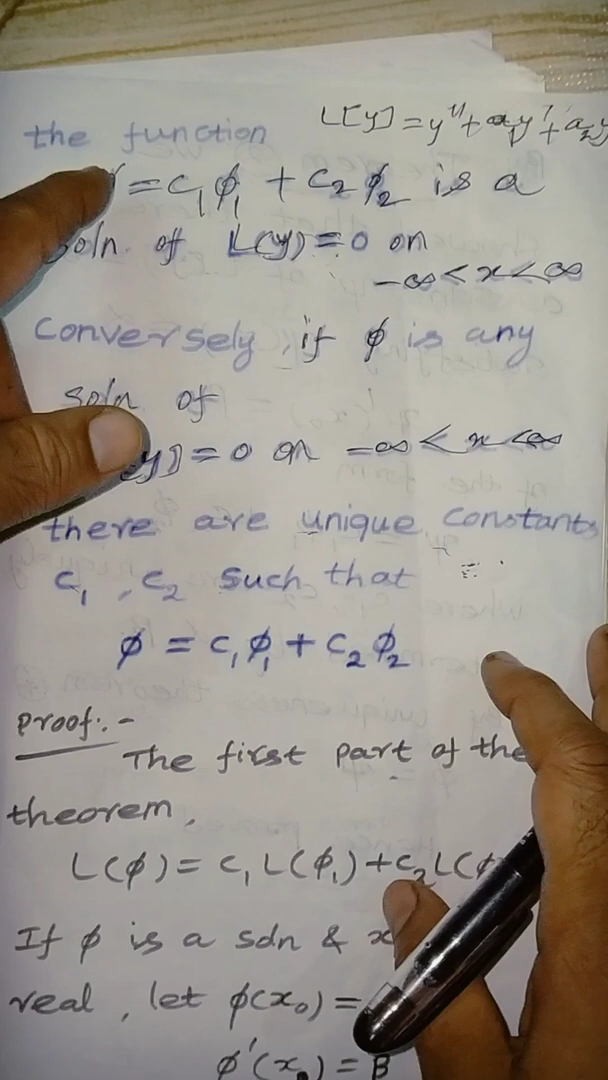 L[y] = y'' + a₁y' + a₂y
the function
= c₁φ₁ + c₂φ₂ is a
soln. of L(y) = 0 on
-∞ < x < ∞
Conversely, if φ is any
soln of
y] = 0 on -∞ < x < ∞
there are unique constants
c₁, c₂ such that
φ = c₁φ₁ + c₂φ₂
Proof:-
The first part of the
theorem,
L(φ) = c₁L(φ₁) + c₂L(φ
If φ is a soln & x
real, let φ(x₀) =
φ'(x₀) = β